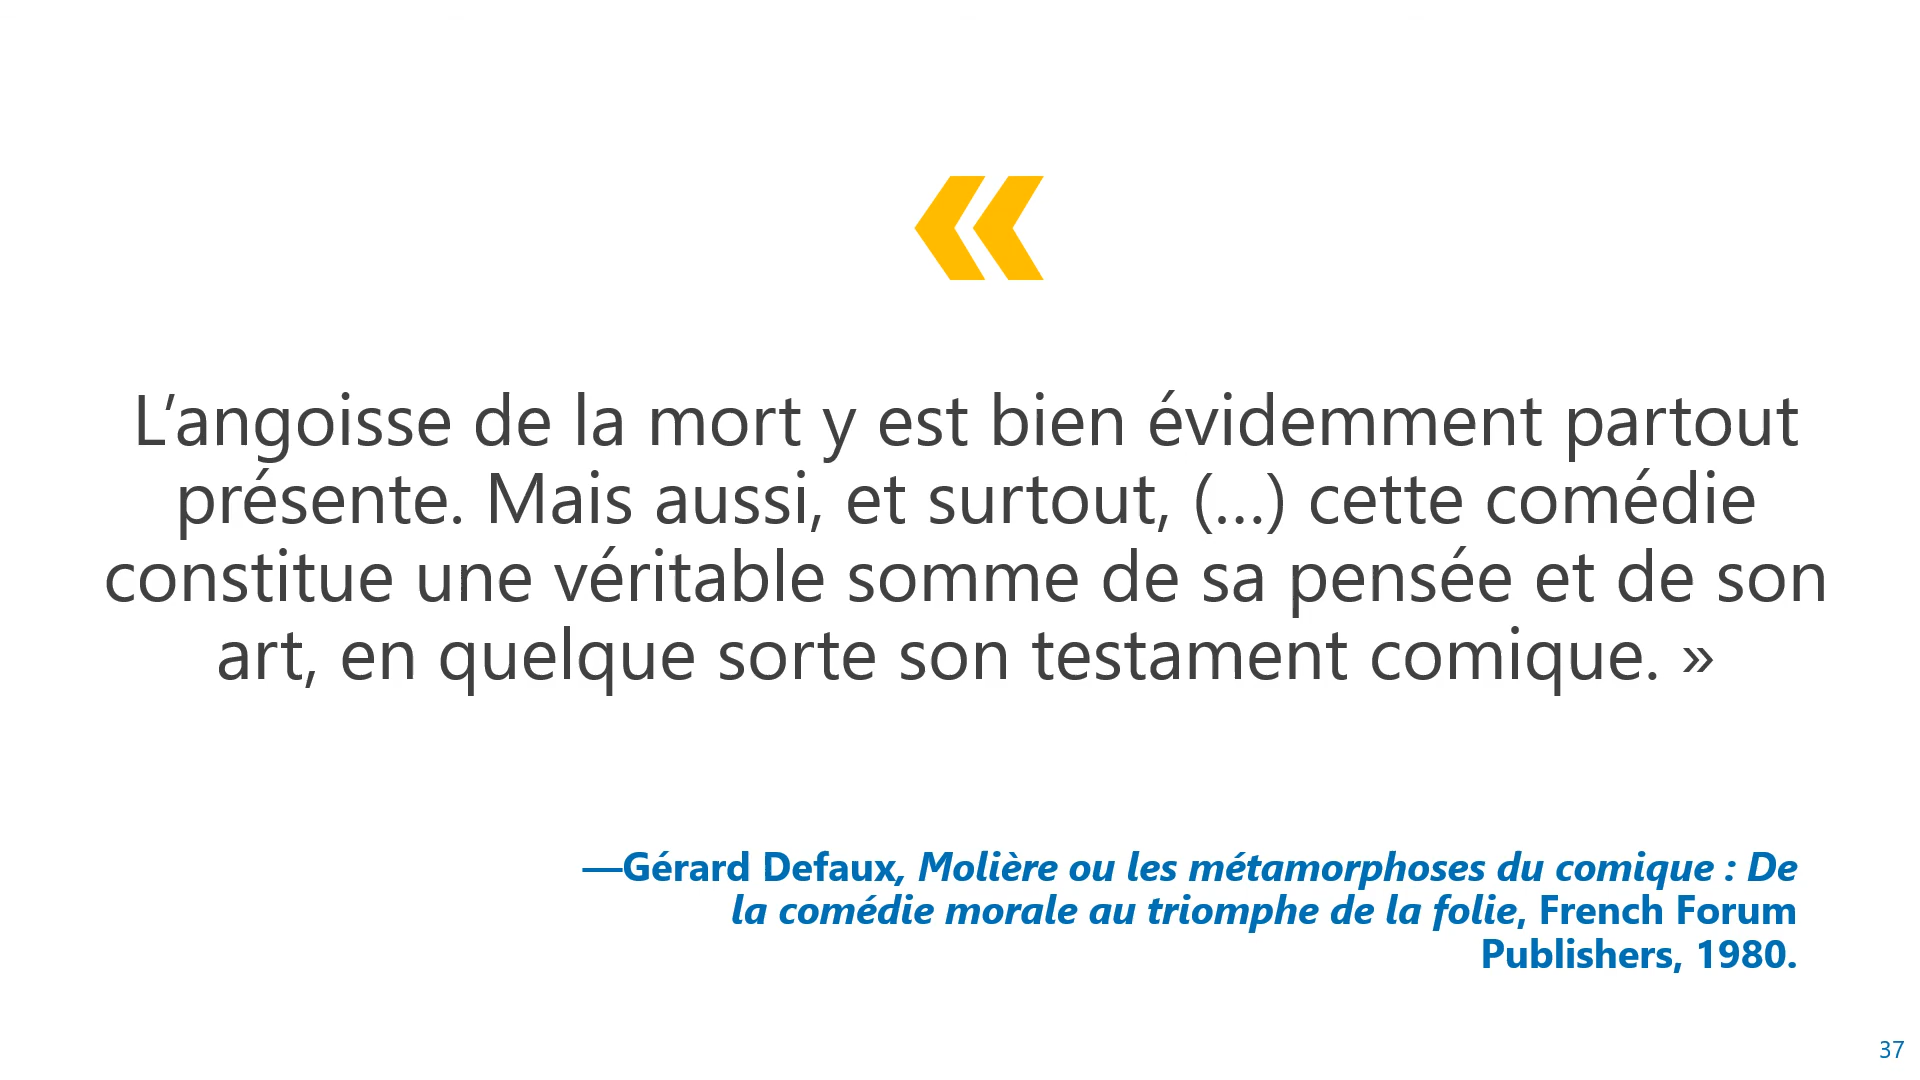 «
L’angoisse de la mort y est bien évidemment partout
présente. Mais aussi, et surtout, (…) cette comédie
constitue une véritable somme de sa pensée et de son
art, en quelque sorte son testament comique. »
—Gérard Defaux, Molière ou les métamorphoses du comique : De
la comédie morale au triomphe de la folie, French Forum
Publishers, 1980.
37